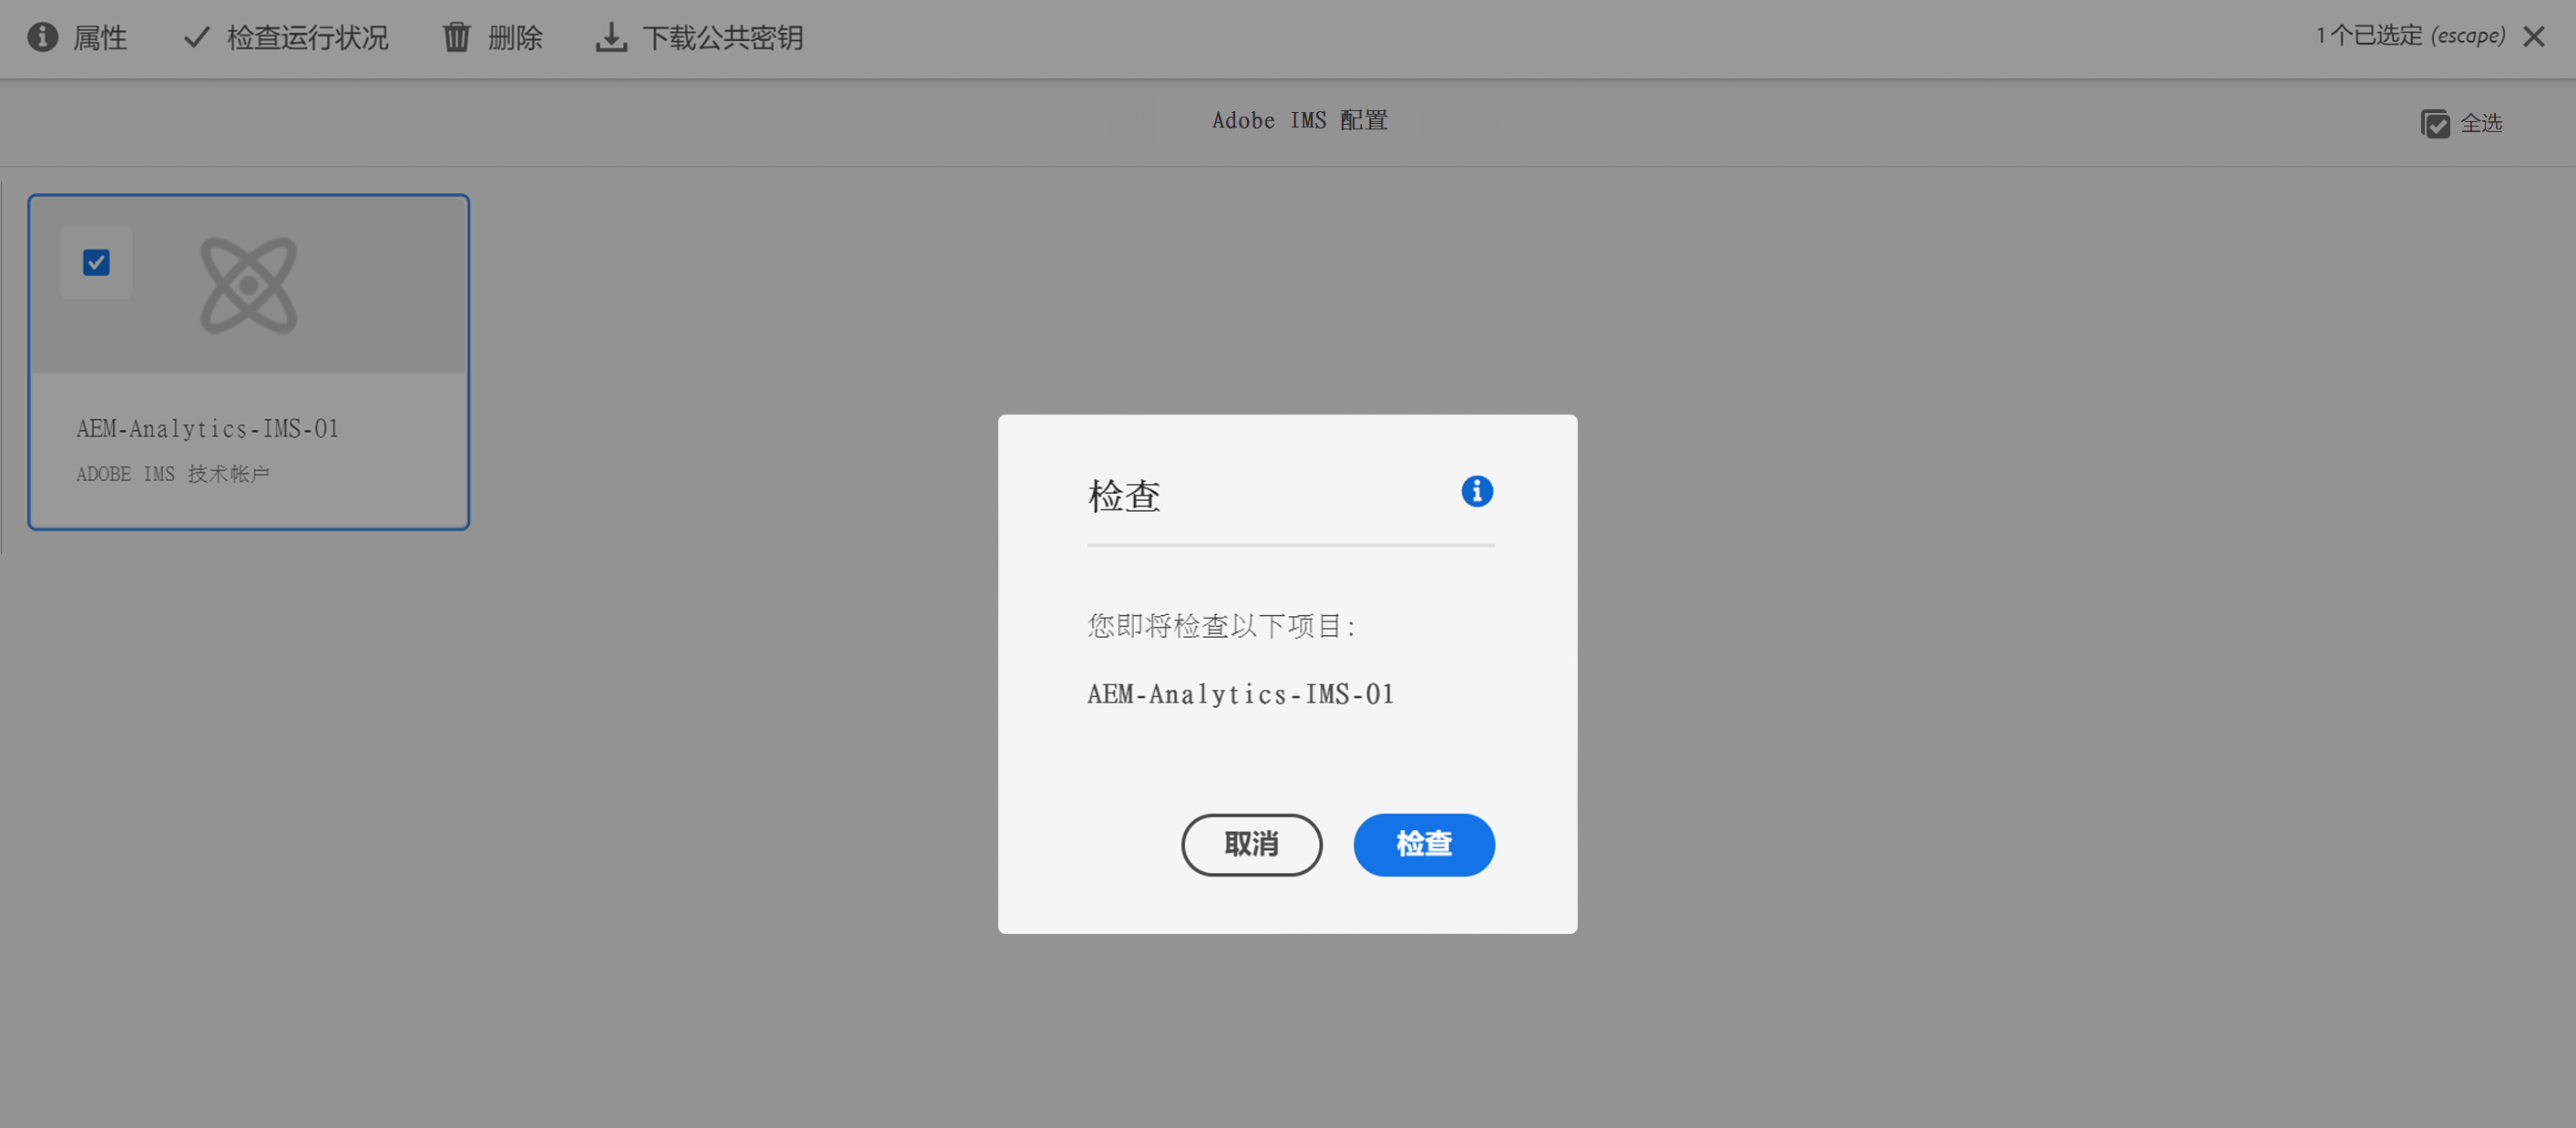 属性 检查运行状况 删除 下载公共密钥 1 个已选定 (escape)
Adobe IMS 配置
全选
AEM-Analytics-IMS-01
ADOBE IMS 技术帐户
检查
您即将检查以下项目:
AEM-Analytics-IMS-01
取消 检查